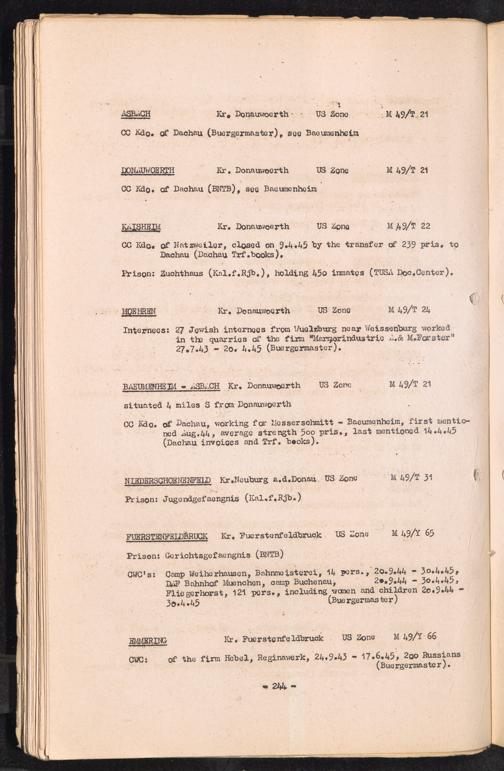 ASBACH Kr. Donauwoerth US Zone M 49/T 21
CC Kdo. of Dachau (Buergermaster), see Baeumenheim
DONAUWOERTH Kr. Donauwoerth US Zone M 49/T 21
CC Kdo. of Dachau (BNTB), see Baeumenheim
KAISHEIM Kr. Donauwoerth US Zone M 49/T 22
CC Kdo. of Natzweiler, closed on 9.4.45 by the transfer of 239 pris. to
Dachau (Dachau Trf.books).
Prison: Zuchthaus (Kal.f.Rjb.), holding 450 inmates (TUSA Doc.Center).
MOEHREN Kr. Donauwoerth US Zone M 49/T 24
Internees: 27 Jewish internees from Wuelzburg near Weissenburg worked
in the quarries of the firm "Marmorindustrie A.& M.Forster"
27.7.43 - 20. 4.45 (Buergermaster).
BAEUMENHEIM - ASBACH Kr. Donauwoerth US Zone M 49/T 21
situated 4 miles S from Donauwoerth
CC Kdo. of Dachau, working for Messerschmitt - Baeumenheim, first mentio-
ned Aug.44, average strength 500 pris., last mentioned 14.4.45
(Dachau invoices and Trf. books).
NIEDERSCHOENENFELD Kr.Neuburg a.d.Donau US Zone M 49/T 31
Prison: Jugendgefaengnis (Kal.f.Rjb.)
FUERSTENFELDBRUCK Kr. Fuerstenfeldbruck US Zone M 49/Y 65
Prison: Gerichtsgefaengnis (BNTB)
CWC's: Camp Weiherhausen, Bahnmeisterei, 14 pers., 20.9.44 - 30.4.45,
DAF Bahnhof Muenchen, camp Buchenau, 20.9.44 - 30.4.45,
Fliegerhorst, 121 pers., including women and children 20.9.44 -
30.4.45 (Buergermaster)
EMMERING Kr. Fuerstenfeldbruck US Zone M 49/Y 66
CWC: of the firm Hebel, Reginawerk, 24.9.43 - 17.6.45, 200 Russians
(Buergermaster).
- 244 -